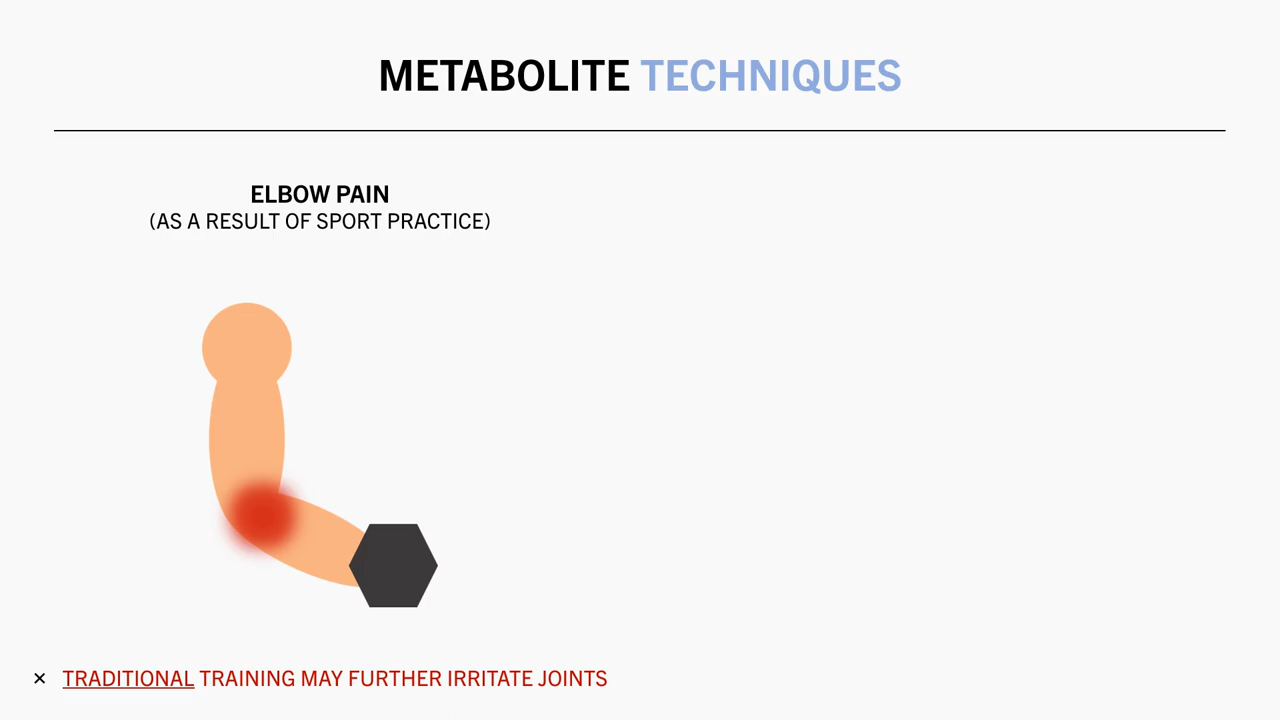 METABOLITE TECHNIQUES
ELBOW PAIN
(AS A RESULT OF SPORT PRACTICE)
× TRADITIONAL TRAINING MAY FURTHER IRRITATE JOINTS